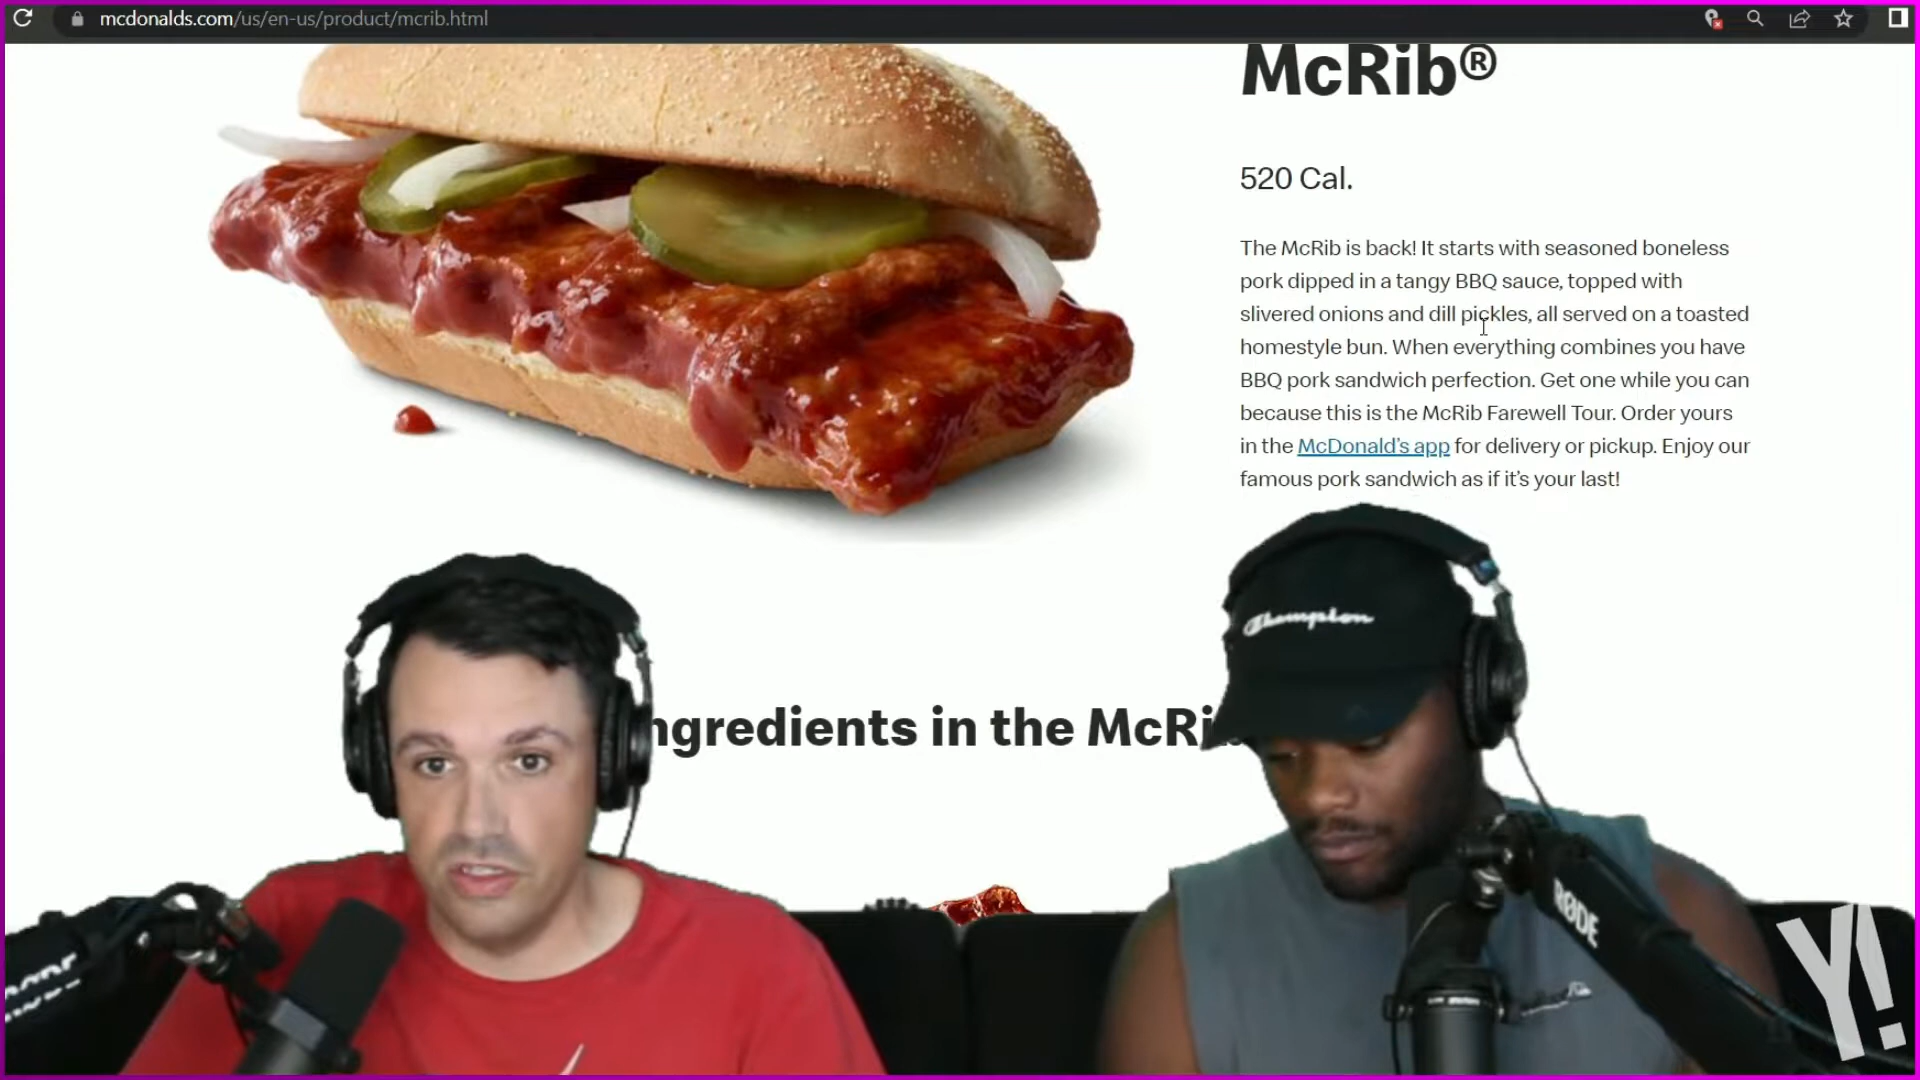 mcdonalds.com/us/en-us/product/mcrib.html
McRib®
520 Cal.
The McRib is back! It starts with seasoned boneless
pork dipped in a tangy BBQ sauce, topped with
slivered onions and dill pickles, all served on a toasted
homestyle bun. When everything combines you have
BBQ pork sandwich perfection. Get one while you can
because this is the McRib Farewell Tour. Order yours
in the McDonald's app for delivery or pickup. Enjoy our
famous pork sandwich as if it's your last!
Champion
ngredients in the McRib
RØDE
Y!